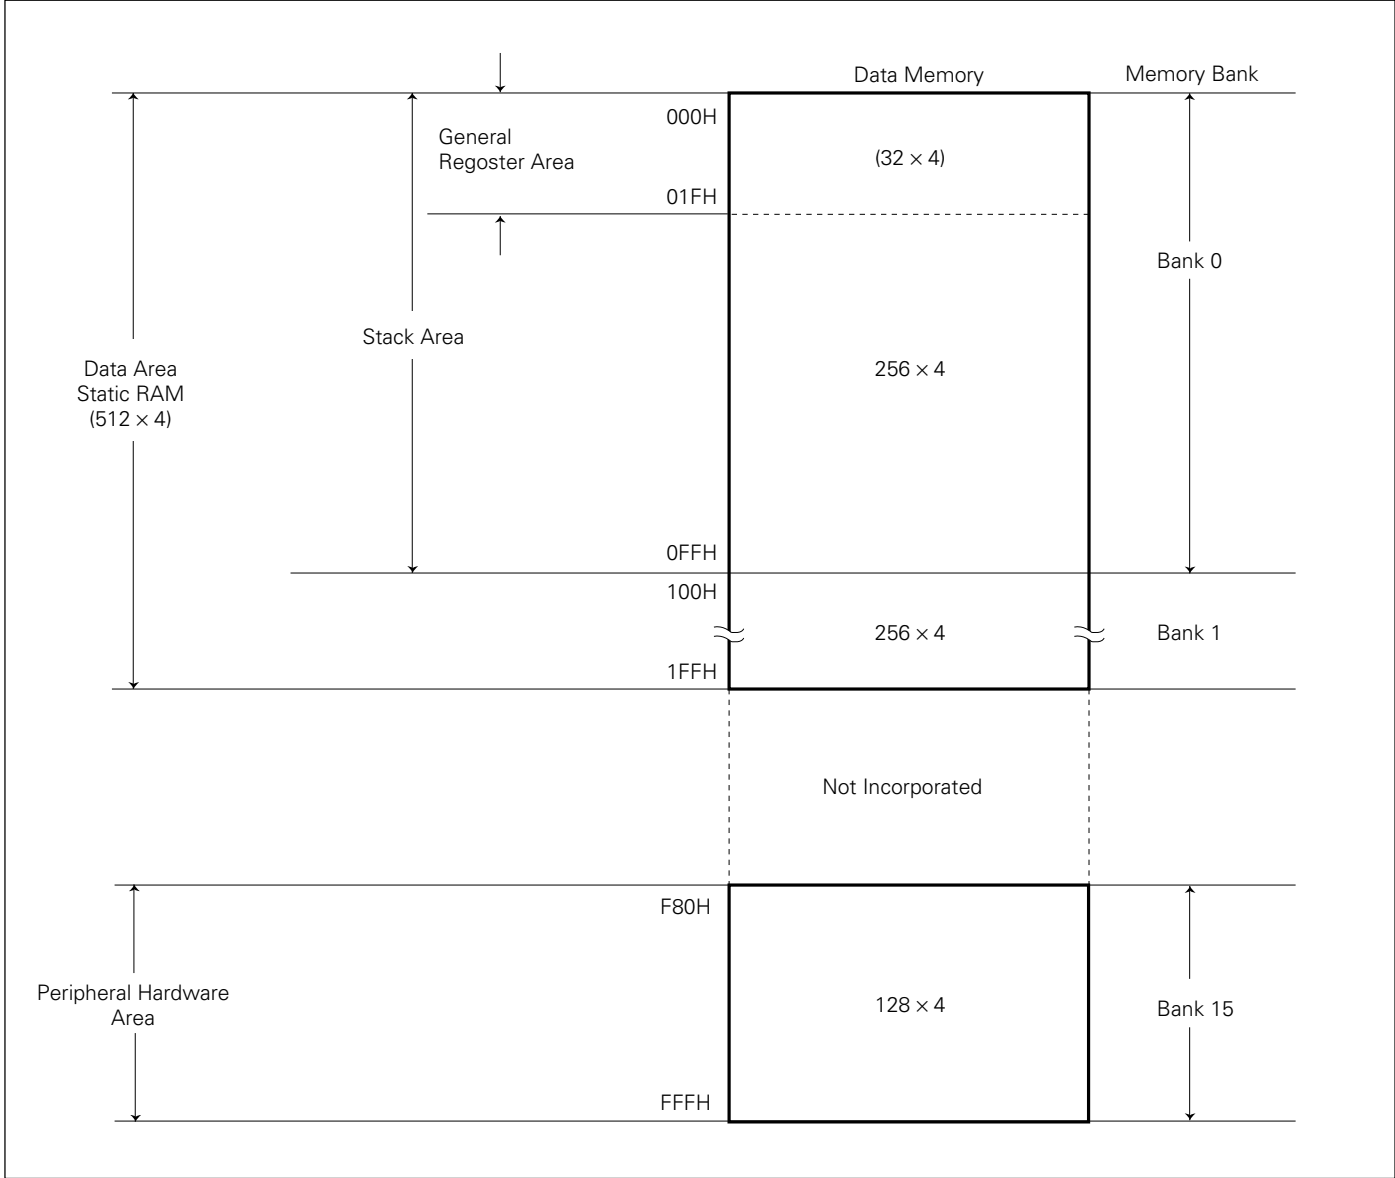 Data Memory
Memory Bank
000H
General
Regoster Area
(32 × 4)
01FH
Bank 0
Stack Area
Data Area
Static RAM
(512 × 4)
256 × 4
0FFH
100H
256 × 4
Bank 1
1FFH
Not Incorporated
F80H
Peripheral Hardware
Area
128 × 4
Bank 15
FFFH